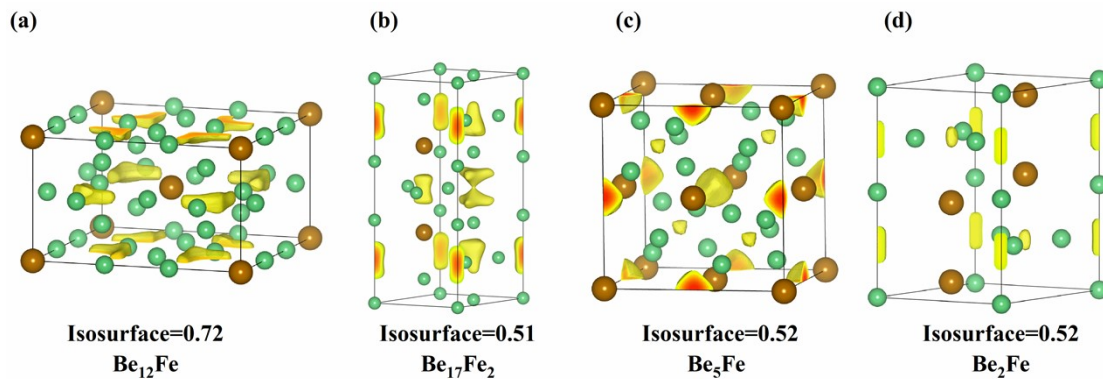 (a)
(b)
(c)
(d)
Isosurface=0.72
Be₁₂Fe
Isosurface=0.51
Be₁₇Fe₂
Isosurface=0.52
Be₅Fe
Isosurface=0.52
Be₂Fe